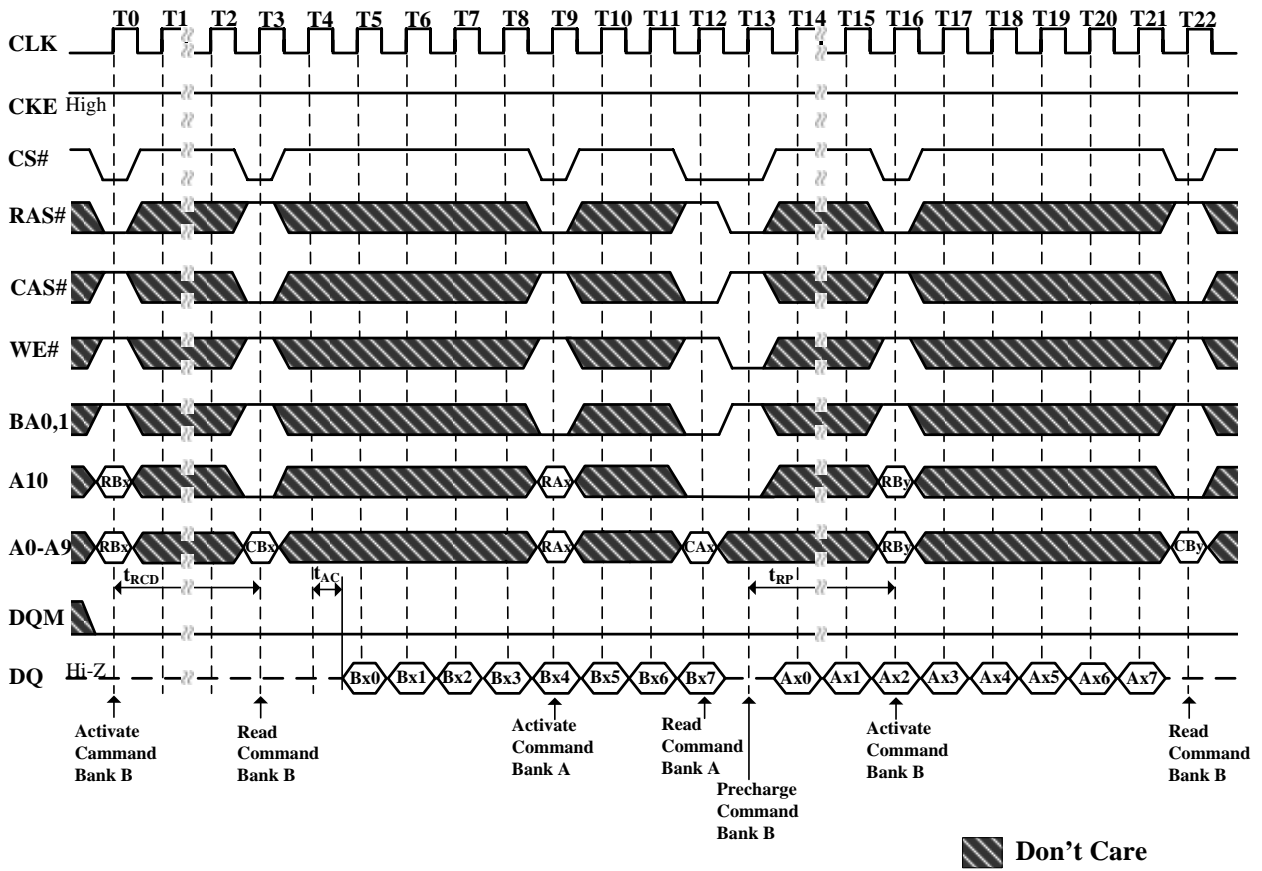 T0 T1 T2 T3 T4 T5 T6 T7 T8 T9 T10 T11 T12 T13 T14 T15 T16 T17 T18 T19 T20 T21 T22
CLK
CKE High
CS#
RAS#
CAS#
WE#
BA0,1
A10 RBx RAx RBy
A0-A9 RBx CBx RAx CAx RBy CBy
tRCD tAC tRP
DQM
DQ Hi-Z Bx0 Bx1 Bx2 Bx3 Bx4 Bx5 Bx6 Bx7 Ax0 Ax1 Ax2 Ax3 Ax4 Ax5 Ax6 Ax7
Activate
Cammand
Bank B
Read
Command
Bank B
Activate
Command
Bank A
Read
Command
Bank A
Precharge
Command
Bank B
Activate
Command
Bank B
Read
Command
Bank B
Don't Care